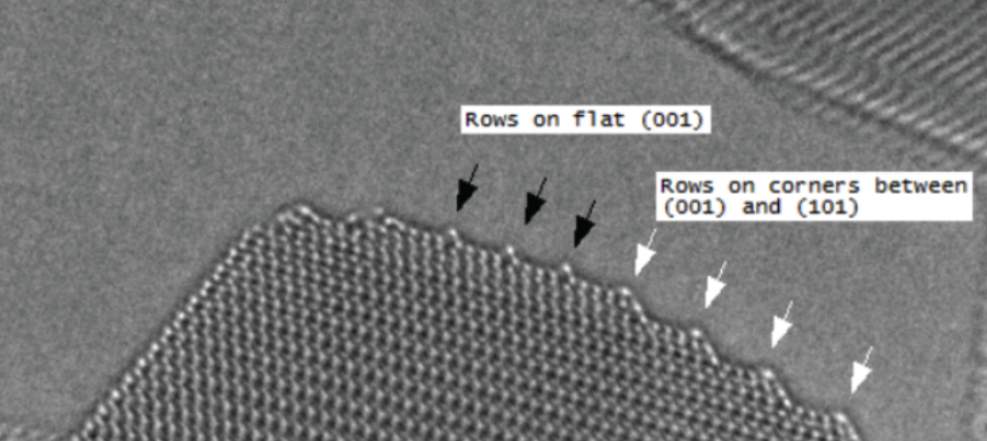 Rows on flat (001)
Rows on corners between
(001) and (101)